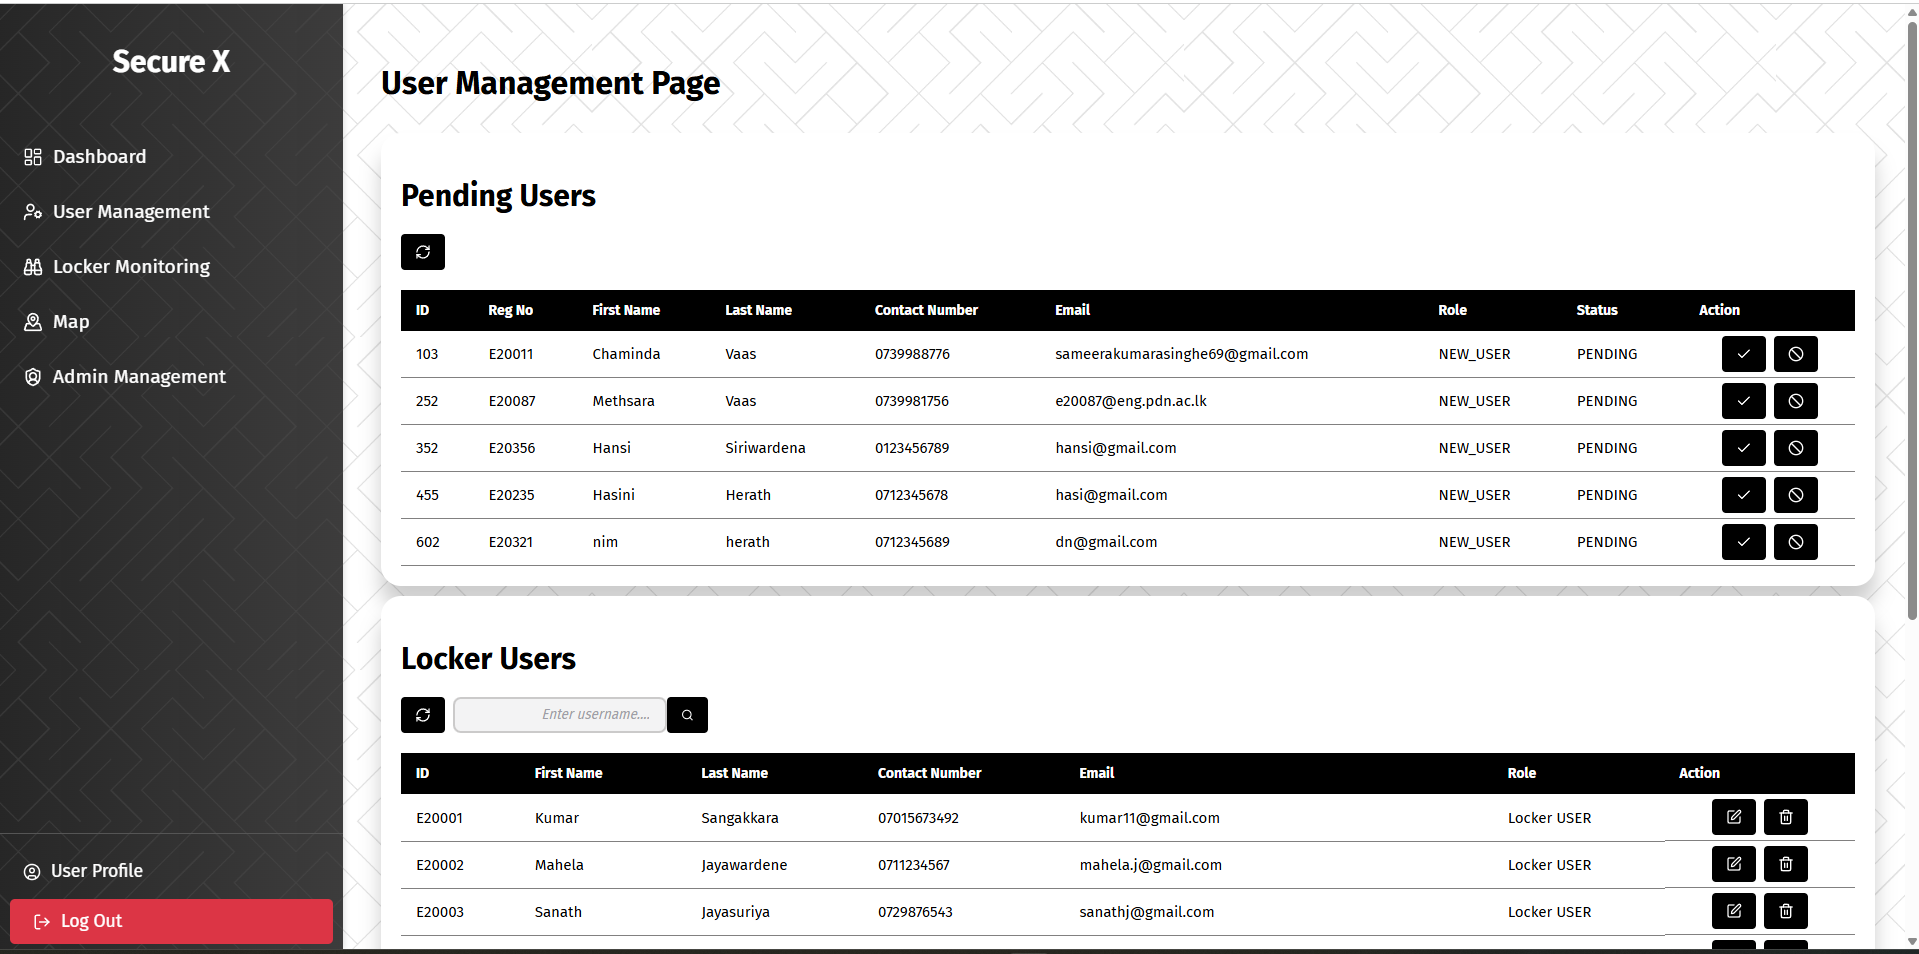 Secure X
Dashboard
User Management
Locker Monitoring
Map
Admin Management
User Profile
Log Out
User Management Page
Pending Users
ID Reg No First Name Last Name Contact Number Email Role Status Action
103 E20011 Chaminda Vaas 0739988776 sameerakumarasinghe69@gmail.com NEW_USER PENDING
252 E20087 Methsara Vaas 0739981756 e20087@eng.pdn.ac.lk NEW_USER PENDING
352 E20356 Hansi Siriwardena 0123456789 hansi@gmail.com NEW_USER PENDING
455 E20235 Hasini Herath 0712345678 hasi@gmail.com NEW_USER PENDING
602 E20321 nim herath 0712345689 dn@gmail.com NEW_USER PENDING
Locker Users
Enter username....
ID First Name Last Name Contact Number Email Role Action
E20001 Kumar Sangakkara 07015673492 kumar11@gmail.com Locker USER
E20002 Mahela Jayawardene 0711234567 mahela.j@gmail.com Locker USER
E20003 Sanath Jayasuriya 0729876543 sanathj@gmail.com Locker USER